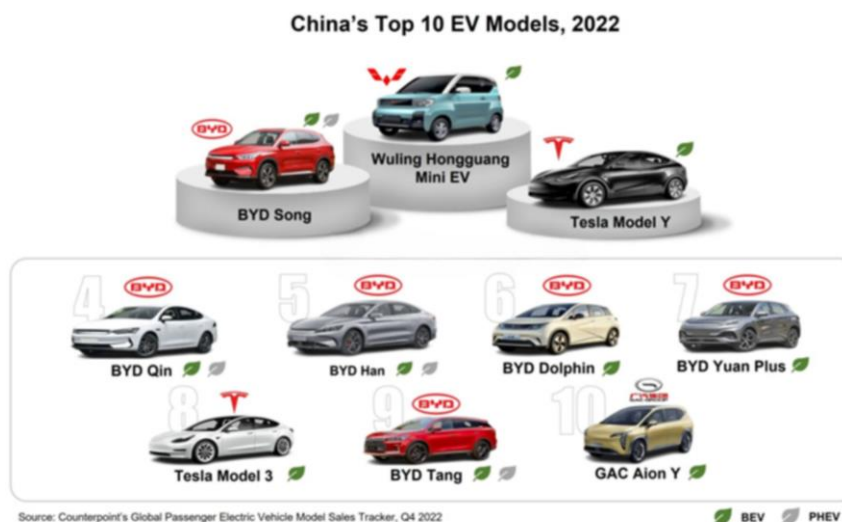 China's Top 10 EV Models, 2022
Wuling Hongguang
Mini EV
BYD
BYD Song
Tesla Model Y
4
BYD
BYD Qin
5
BYD
BYD Han
6
BYD
BYD Dolphin
7
BYD
BYD Yuan Plus
8
Tesla Model 3
9
BYD
BYD Tang
10
GAC Aion Y
Source: Counterpoint's Global Passenger Electric Vehicle Model Sales Tracker, Q4 2022
BEV
PHEV